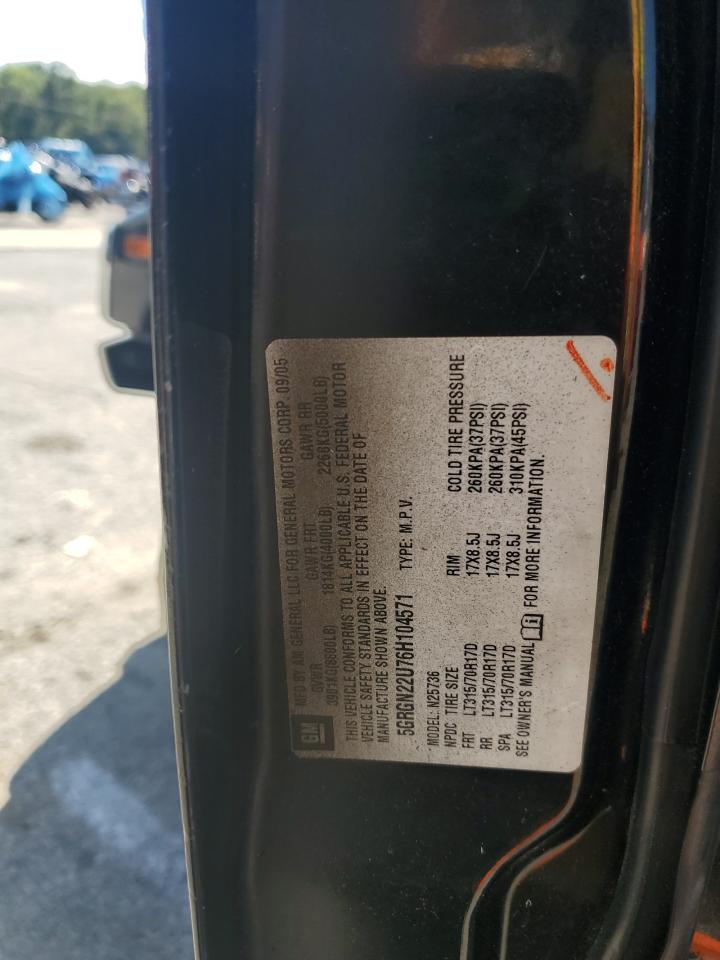 GM
MFD BY AM GENERAL LLC FOR GENERAL MOTORS CORP. 09/05
GVWR GAWR FRT GAWR RR
3901KG(8600LB) 1814KG(4000LB) 2268KG(5000LB)
THIS VEHICLE CONFORMS TO ALL APPLICABLE U.S. FEDERAL MOTOR
VEHICLE SAFETY STANDARDS IN EFFECT ON THE DATE OF
MANUFACTURE SHOWN ABOVE.
5GRGN22U76H104571 TYPE: M.P.V.
MODEL: N25736
NPDC TIRE SIZE RIM COLD TIRE PRESSURE
FRT LT315/70R17D 17X8.5J 260KPA(37PSI)
RR LT315/70R17D 17X8.5J 260KPA(37PSI)
SPA LT315/70R17D 17X8.5J 310KPA(45PSI)
SEE OWNER'S MANUAL FOR MORE INFORMATION.